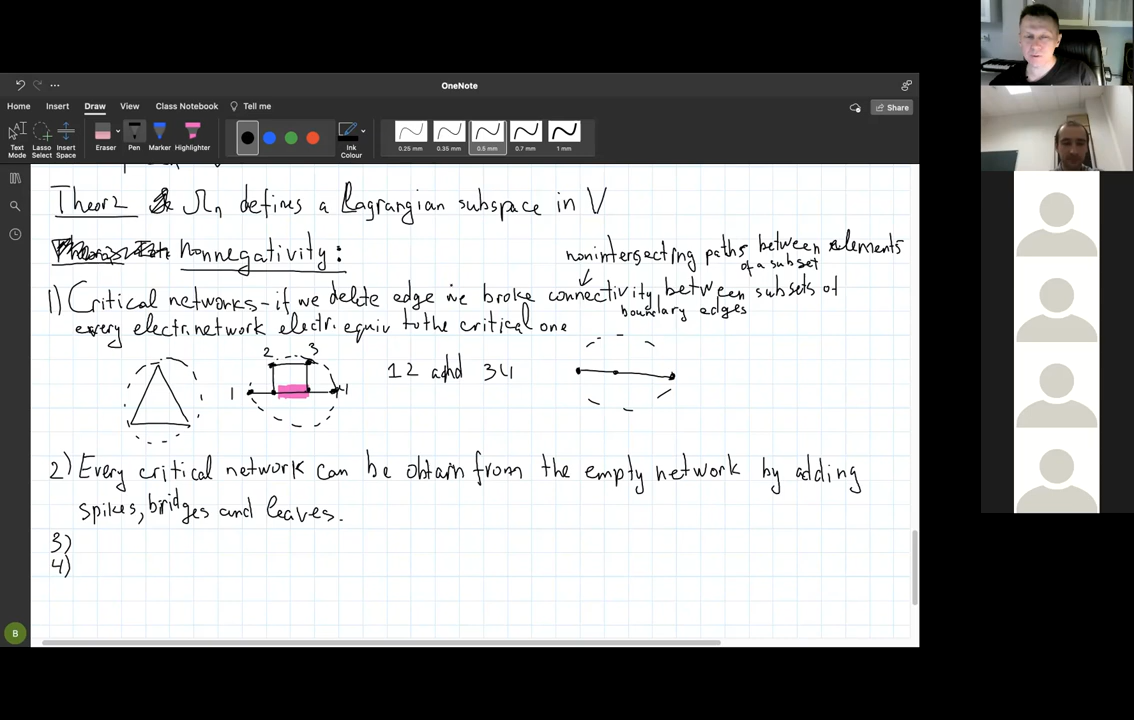 OneNote
Home Insert Draw View Class Notebook Tell me
Share
Text Mode
Lasso Select
Insert Space
Eraser
Pen
Marker
Highlighter
Ink Colour
0.25 mm 0.35 mm 0.5 mm 0.7 mm 1 mm
Theor 2 Ωn defines a Lagrangian subspace in V
nonnegativity:
nonintersecting paths between elements
of a subset
1) Critical networks - if we delete edge we broke connectivity between subsets of
boundary edges
every electr. network electr. equiv to the critical one
2 3
1 4
12 and 34
2) Every critical network can be obtain from the empty network by adding
spikes, bridges and leaves.
3)
4)
B